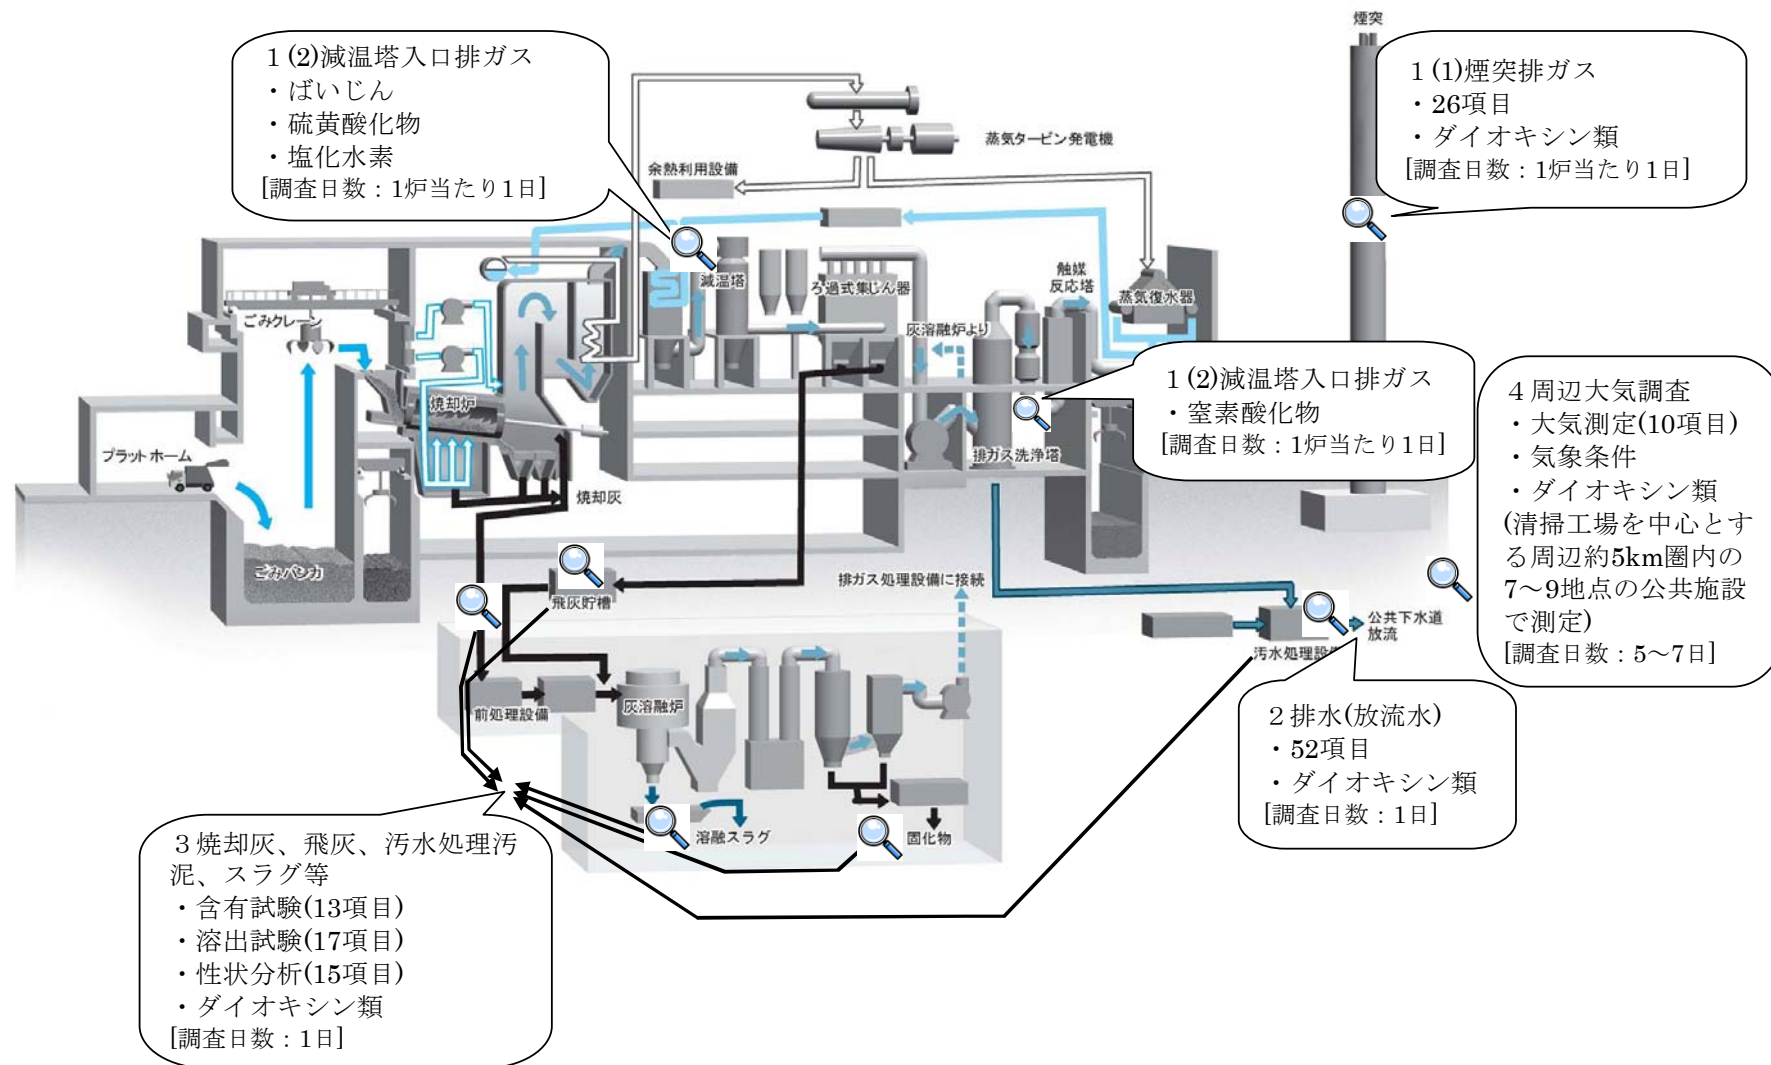 煙突
1 (2)減温塔入口排ガス
・ばいじん
・硫黄酸化物
・塩化水素
[調査日数：1炉当たり1日]
1 (1)煙突排ガス
・26項目
・ダイオキシン類
[調査日数：1炉当たり1日]
蒸気タービン発電機
余熱利用設備
減温塔
ろ過式集じん器
触媒
反応塔
蒸気復水器
ごみクレーン
灰溶融炉より
1 (2)減温塔入口排ガス
・窒素酸化物
[調査日数：1炉当たり1日]
4 周辺大気調査
・大気測定(10項目)
・気象条件
・ダイオキシン類
(清掃工場を中心とす
る周辺約5km圏内の
7～9地点の公共施設
で測定)
[調査日数：5～7日]
焼却炉
プラットホーム
排ガス洗浄塔
焼却灰
ごみバンカ
飛灰貯槽
排ガス処理設備に接続
公共下水道
放流
汚水処理設備
前処理設備
灰溶融炉
2 排水(放流水)
・52項目
・ダイオキシン類
[調査日数：1日]
溶融スラグ
固化物
3 焼却灰、飛灰、汚水処理汚
泥、スラグ等
・含有試験(13項目)
・溶出試験(17項目)
・性状分析(15項目)
・ダイオキシン類
[調査日数：1日]